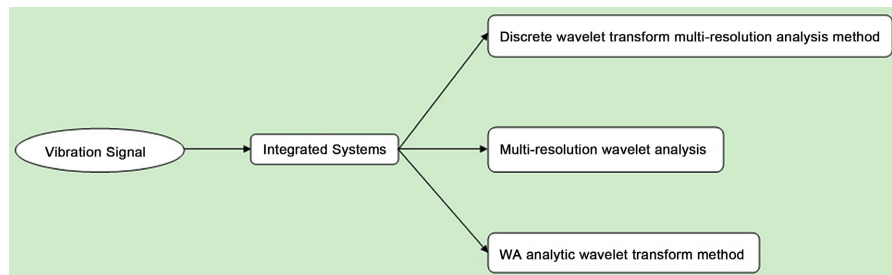 Vibration Signal
Integrated Systems
Discrete wavelet transform multi-resolution analysis method
Multi-resolution wavelet analysis
WA analytic wavelet transform method